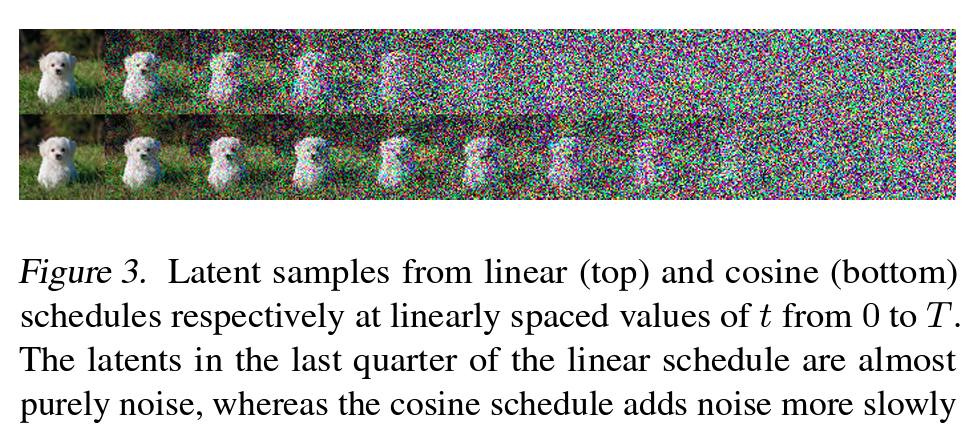 Figure 3. Latent samples from linear (top) and cosine (bottom)
schedules respectively at linearly spaced values of t from 0 to T.
The latents in the last quarter of the linear schedule are almost
purely noise, whereas the cosine schedule adds noise more slowly